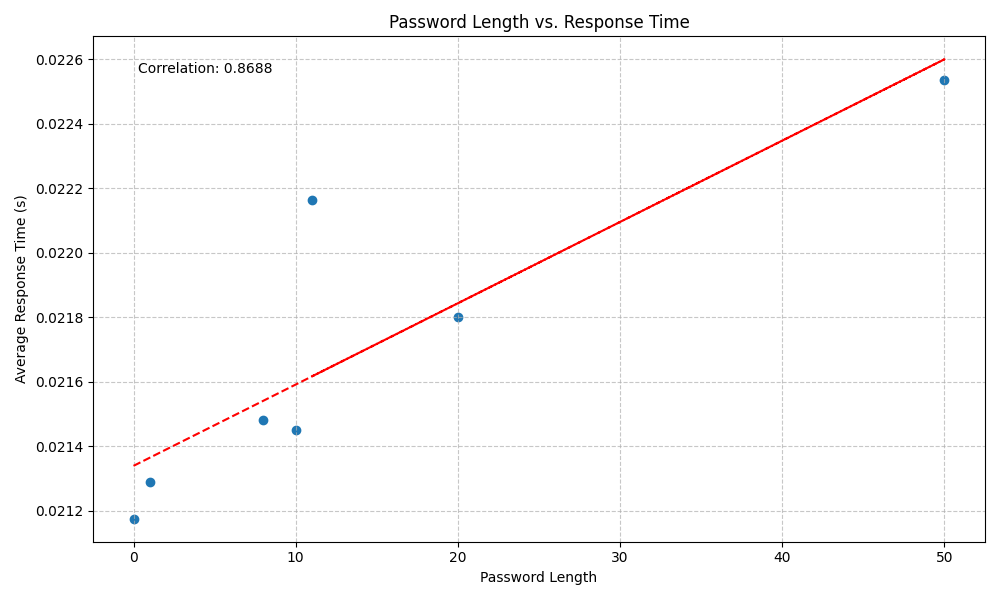 Password Length vs. Response Time
Correlation: 0.8688
Average Response Time (s)
0.0226
0.0224
0.0222
0.0220
0.0218
0.0216
0.0214
0.0212
0 10 20 30 40 50
Password Length